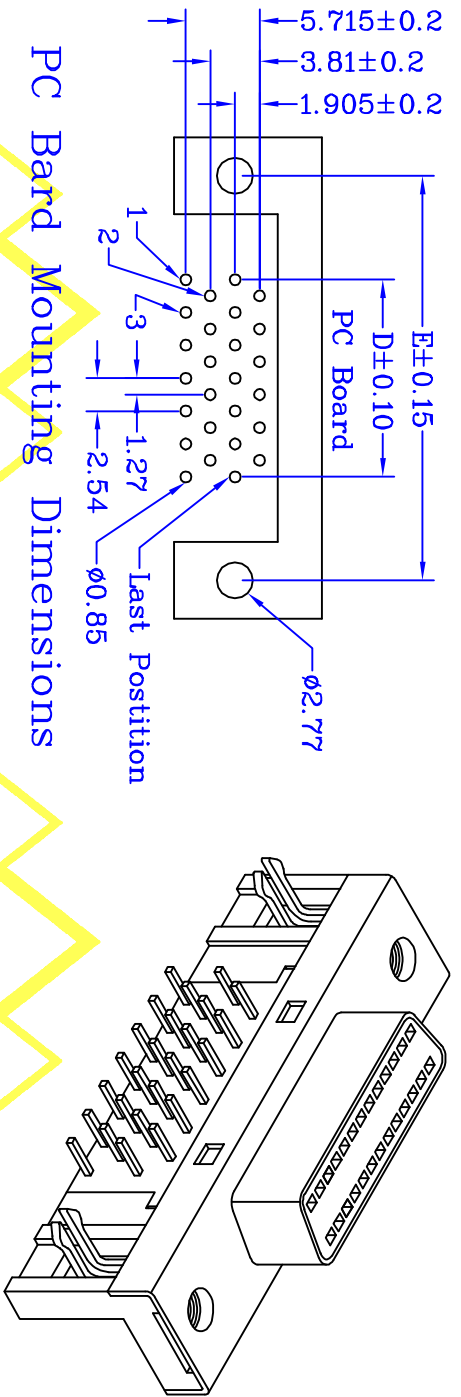 5.715±0.2
3.81±0.2
1.905±0.2
E±0.15
D±0.10
PC Board
ø2.77
1
2
3
1.27
2.54
ø0.85
Last Postition
PC Bard Mounting Dimensions